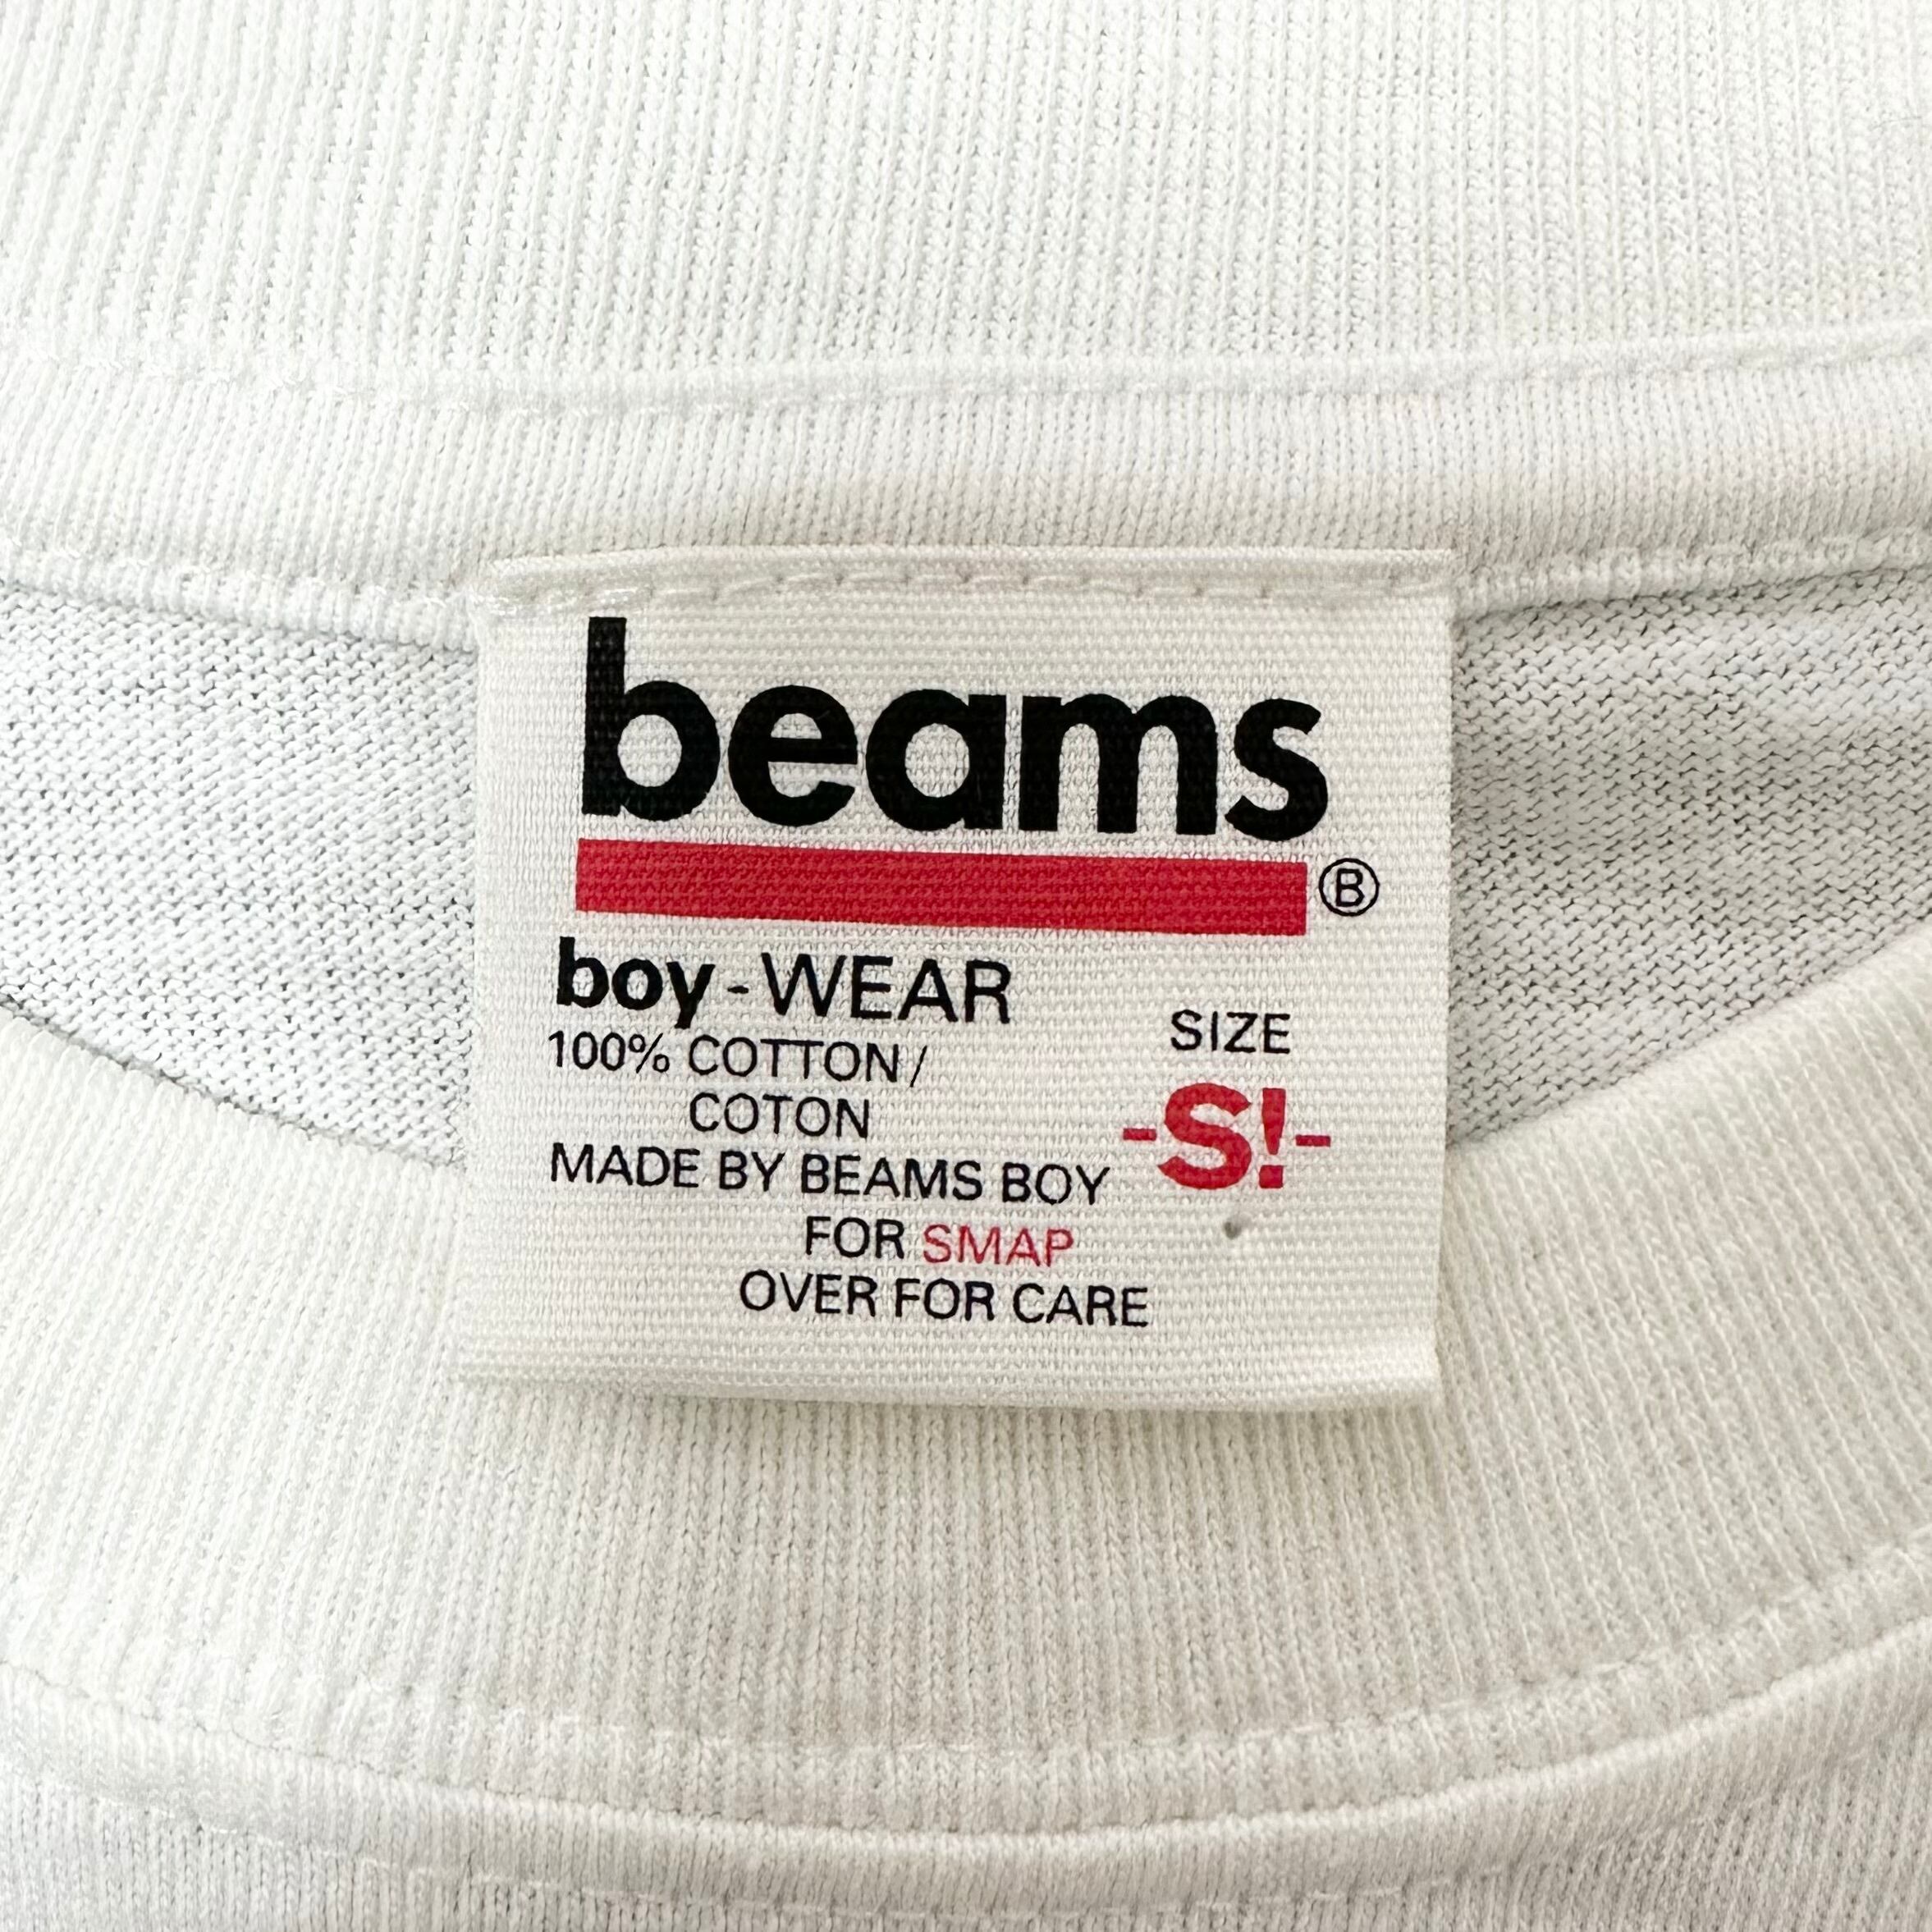 beams
Ⓑ
boy-WEAR
100% COTTON/
COTON
SIZE
-S!-
MADE BY BEAMS BOY
FOR SMAP
OVER FOR CARE